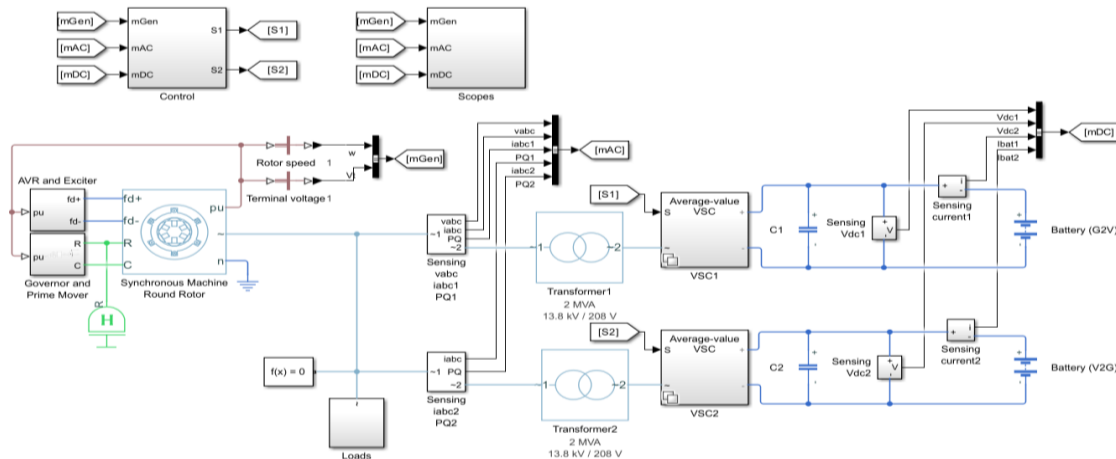 [mGen]
mGen
S1
[S1]
[mAC]
mAC
[mDC]
mDC
S2
[S2]
Control
[mGen]
mGen
[mAC]
mAC
[mDC]
mDC
Scopes
Rotor speed 1
w
[mGen]
Terminal voltage1
AVR and Exciter
pu
fd+
fd-
fd+
fd-
pu
R
C
R
C
~
n
pu
Governor and
Prime Mover
Synchronous Machine
Round Rotor
R
H
vabc
iabc1
PQ1
iabc2
PQ2
[mAC]
~1
vabc
iabc
PQ
~2
Sensing
vabc
iabc1
PQ1
~1
~2
Transformer1
2 MVA
13.8 kV / 208 V
[S1]
Average-value
VSC
S
~
+
-
VSC1
C1
+
-
Sensing
Vdc1
V
i
Sensing
current1
+
-
Battery (G2V)
Vdc1
Vdc2
Ibat1
Ibat2
[mDC]
f(x) = 0
Loads
~1
iabc
PQ
~2
Sensing
iabc2
PQ2
~1
~2
Transformer2
2 MVA
13.8 kV / 208 V
[S2]
Average-value
VSC
S
~
+
-
VSC2
C2
+
-
Sensing
Vdc2
V
i
Sensing
current2
+
-
Battery (V2G)